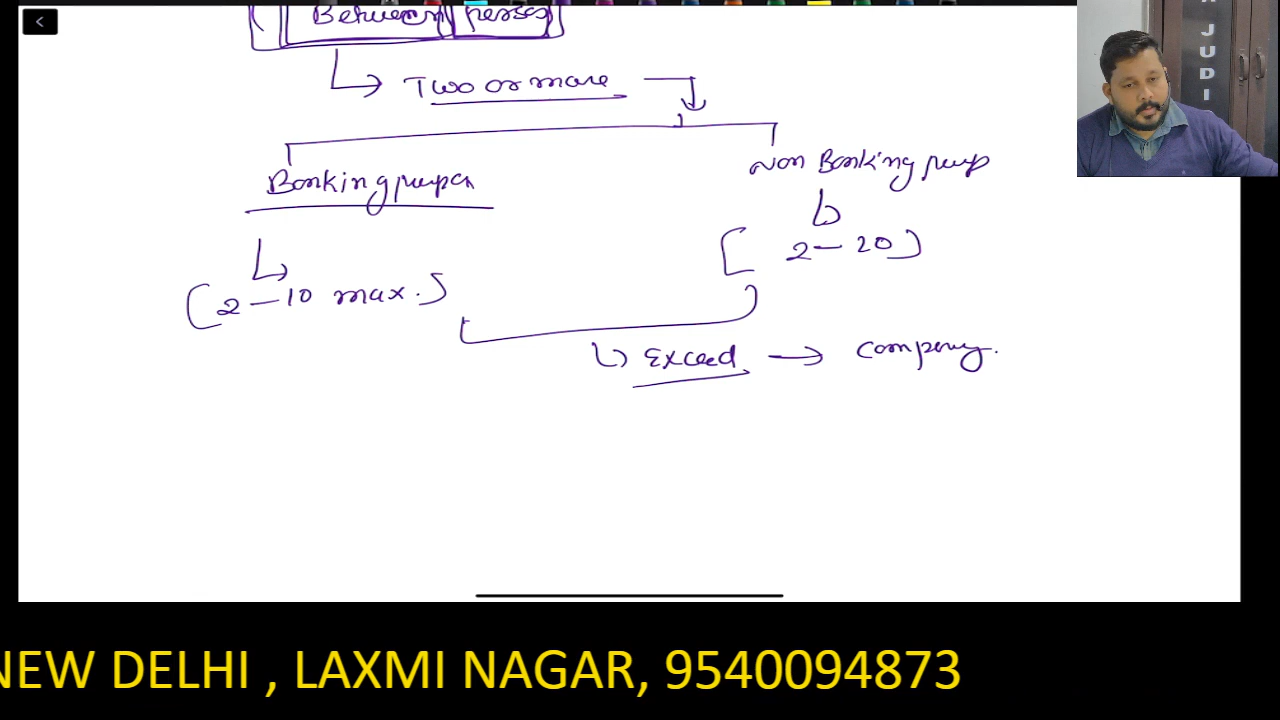 Between persons
Two or more
Banking purpose
Non Banking purp
[2 – 10 max.]
[2 – 20]
Exceed → company.
JUDI
NEW DELHI , LAXMI NAGAR, 9540094873